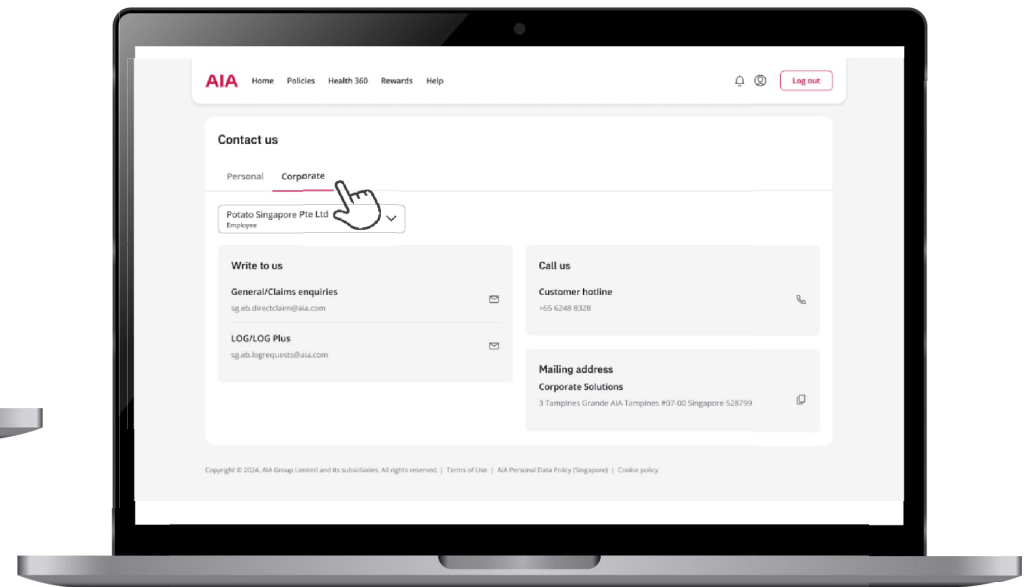 AIA Home Policies Health 360 Rewards Help Log out
Contact us
Personal Corporate
Potato Singapore Pte Ltd
Employee
Write to us
General/Claims enquiries
sg.eb.directclaim@aia.com
LOG/LOG Plus
sg.eb.logrequests@aia.com
Call us
Customer hotline
+65 6248 8328
Mailing address
Corporate Solutions
3 Tampines Grande AIA Tampines #07-00 Singapore 528799
Copyright © 2024, AIA Group Limited and its subsidiaries. All rights reserved. | Terms of Use | AIA Personal Data Policy (Singapore) | Cookie policy